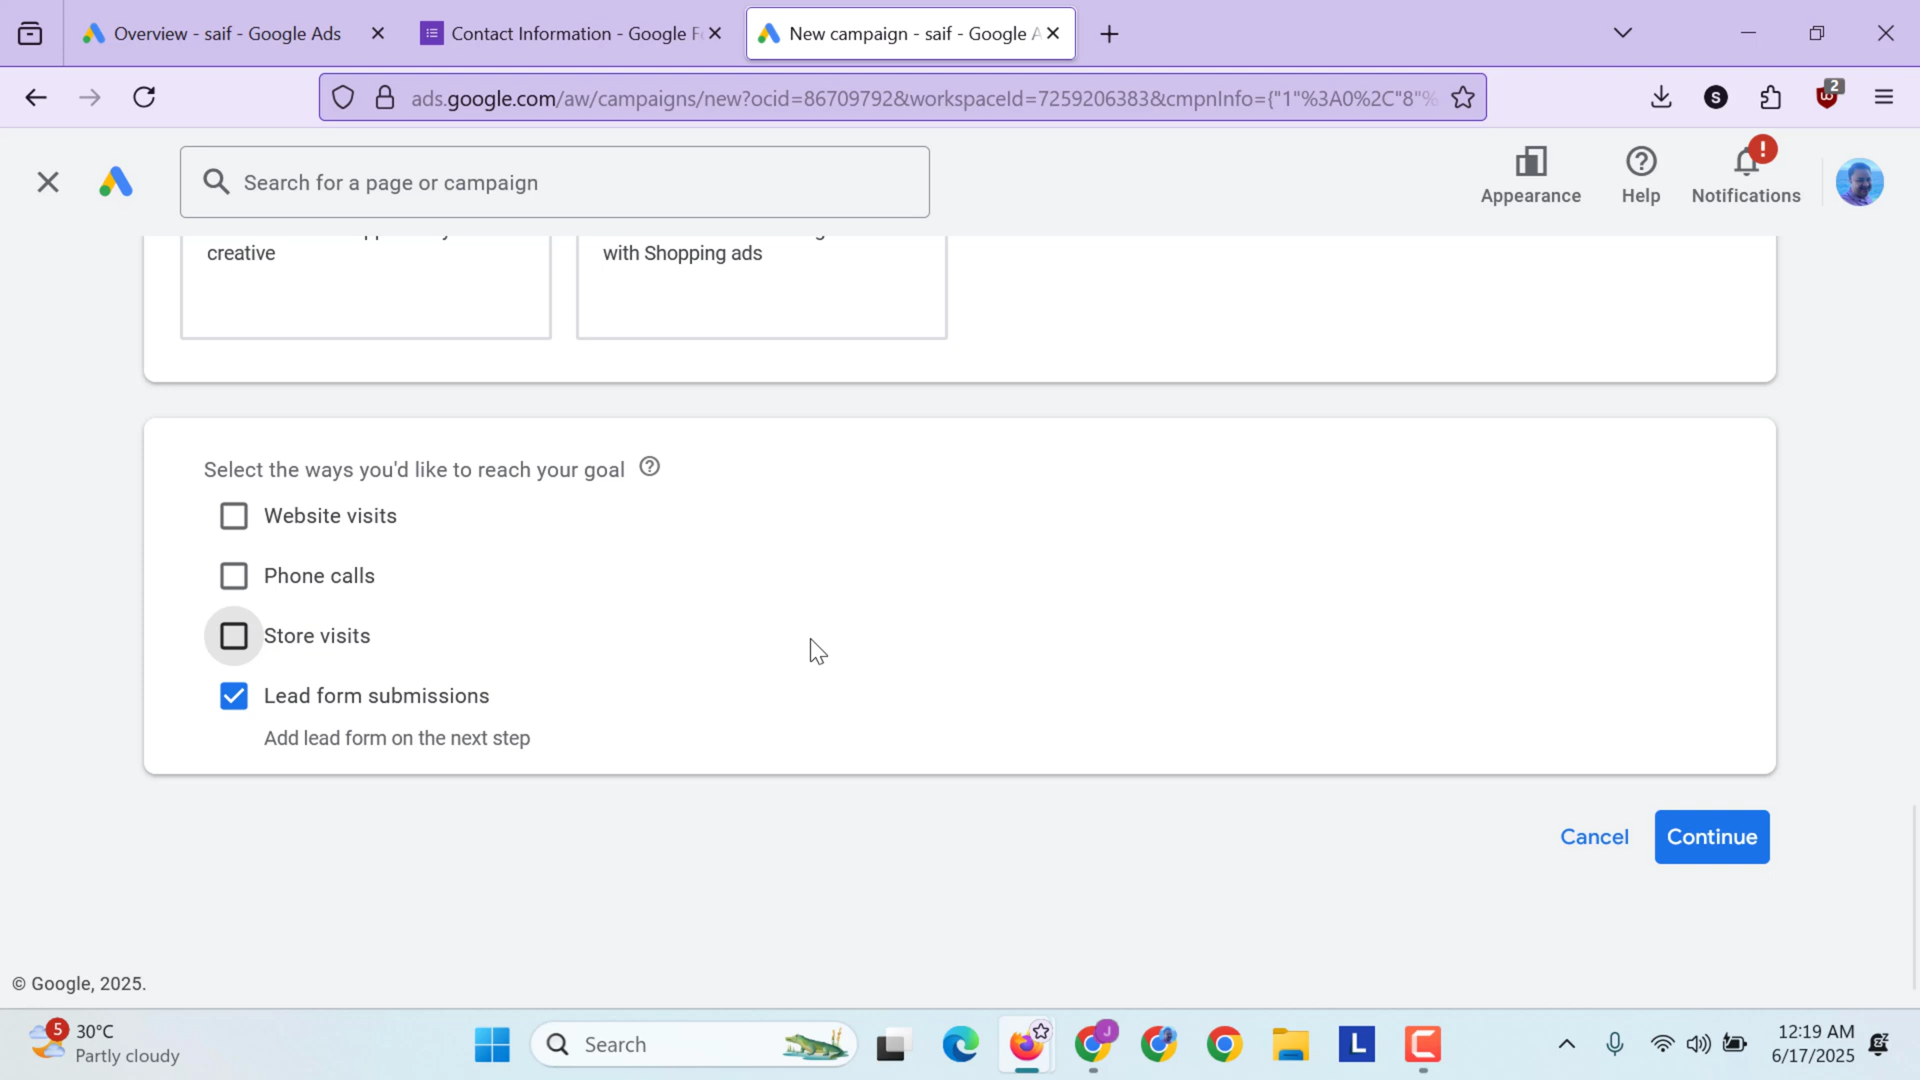 Overview - saif - Google Ads
Contact Information - Google F
New campaign - saif - Google A
ads.google.com/aw/campaigns/new?ocid=86709792&workspaceId=7259206383&cmpnInfo={"1"%3A0%2C"8"%
S
2
Search for a page or campaign
Appearance
Help
Notifications
creative
with Shopping ads
Select the ways you'd like to reach your goal
Website visits
Phone calls
Store visits
Lead form submissions
Add lead form on the next step
Cancel
Continue
© Google, 2025.
5
30°C
Partly cloudy
Search
J
L
12:19 AM
6/17/2025